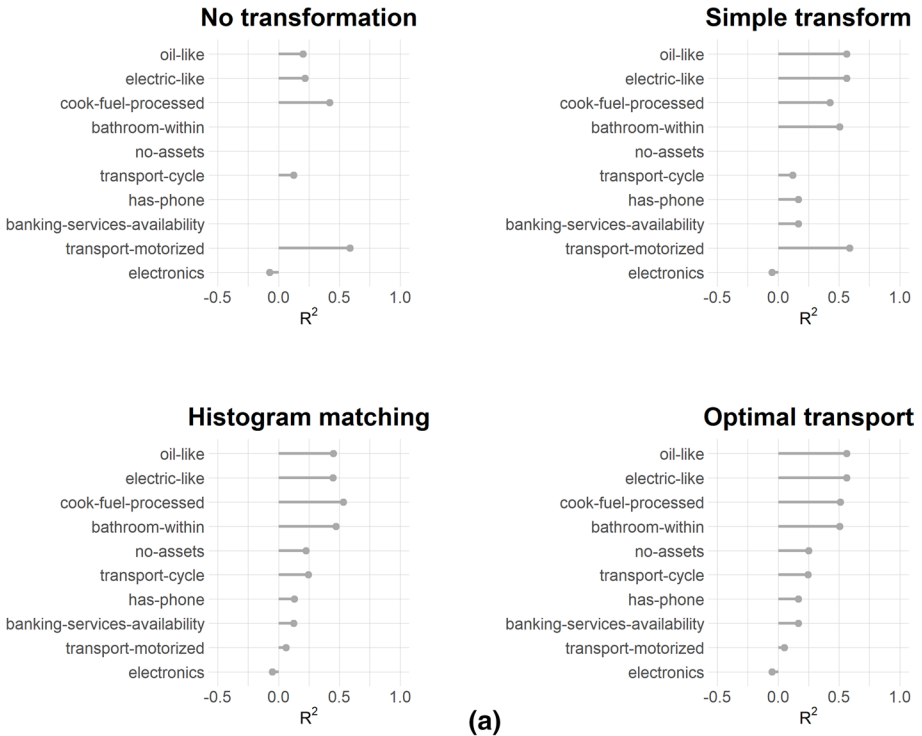 No transformation
oil-like
electric-like
cook-fuel-processed
bathroom-within
no-assets
transport-cycle
has-phone
banking-services-availability
transport-motorized
electronics
-0.5 0.0 0.5 1.0
R²
Simple transform
oil-like
electric-like
cook-fuel-processed
bathroom-within
no-assets
transport-cycle
has-phone
banking-services-availability
transport-motorized
electronics
-0.5 0.0 0.5 1.0
R²
Histogram matching
oil-like
electric-like
cook-fuel-processed
bathroom-within
no-assets
transport-cycle
has-phone
banking-services-availability
transport-motorized
electronics
-0.5 0.0 0.5 1.0
R²
Optimal transport
oil-like
electric-like
cook-fuel-processed
bathroom-within
no-assets
transport-cycle
has-phone
banking-services-availability
transport-motorized
electronics
-0.5 0.0 0.5 1.0
R²
(a)